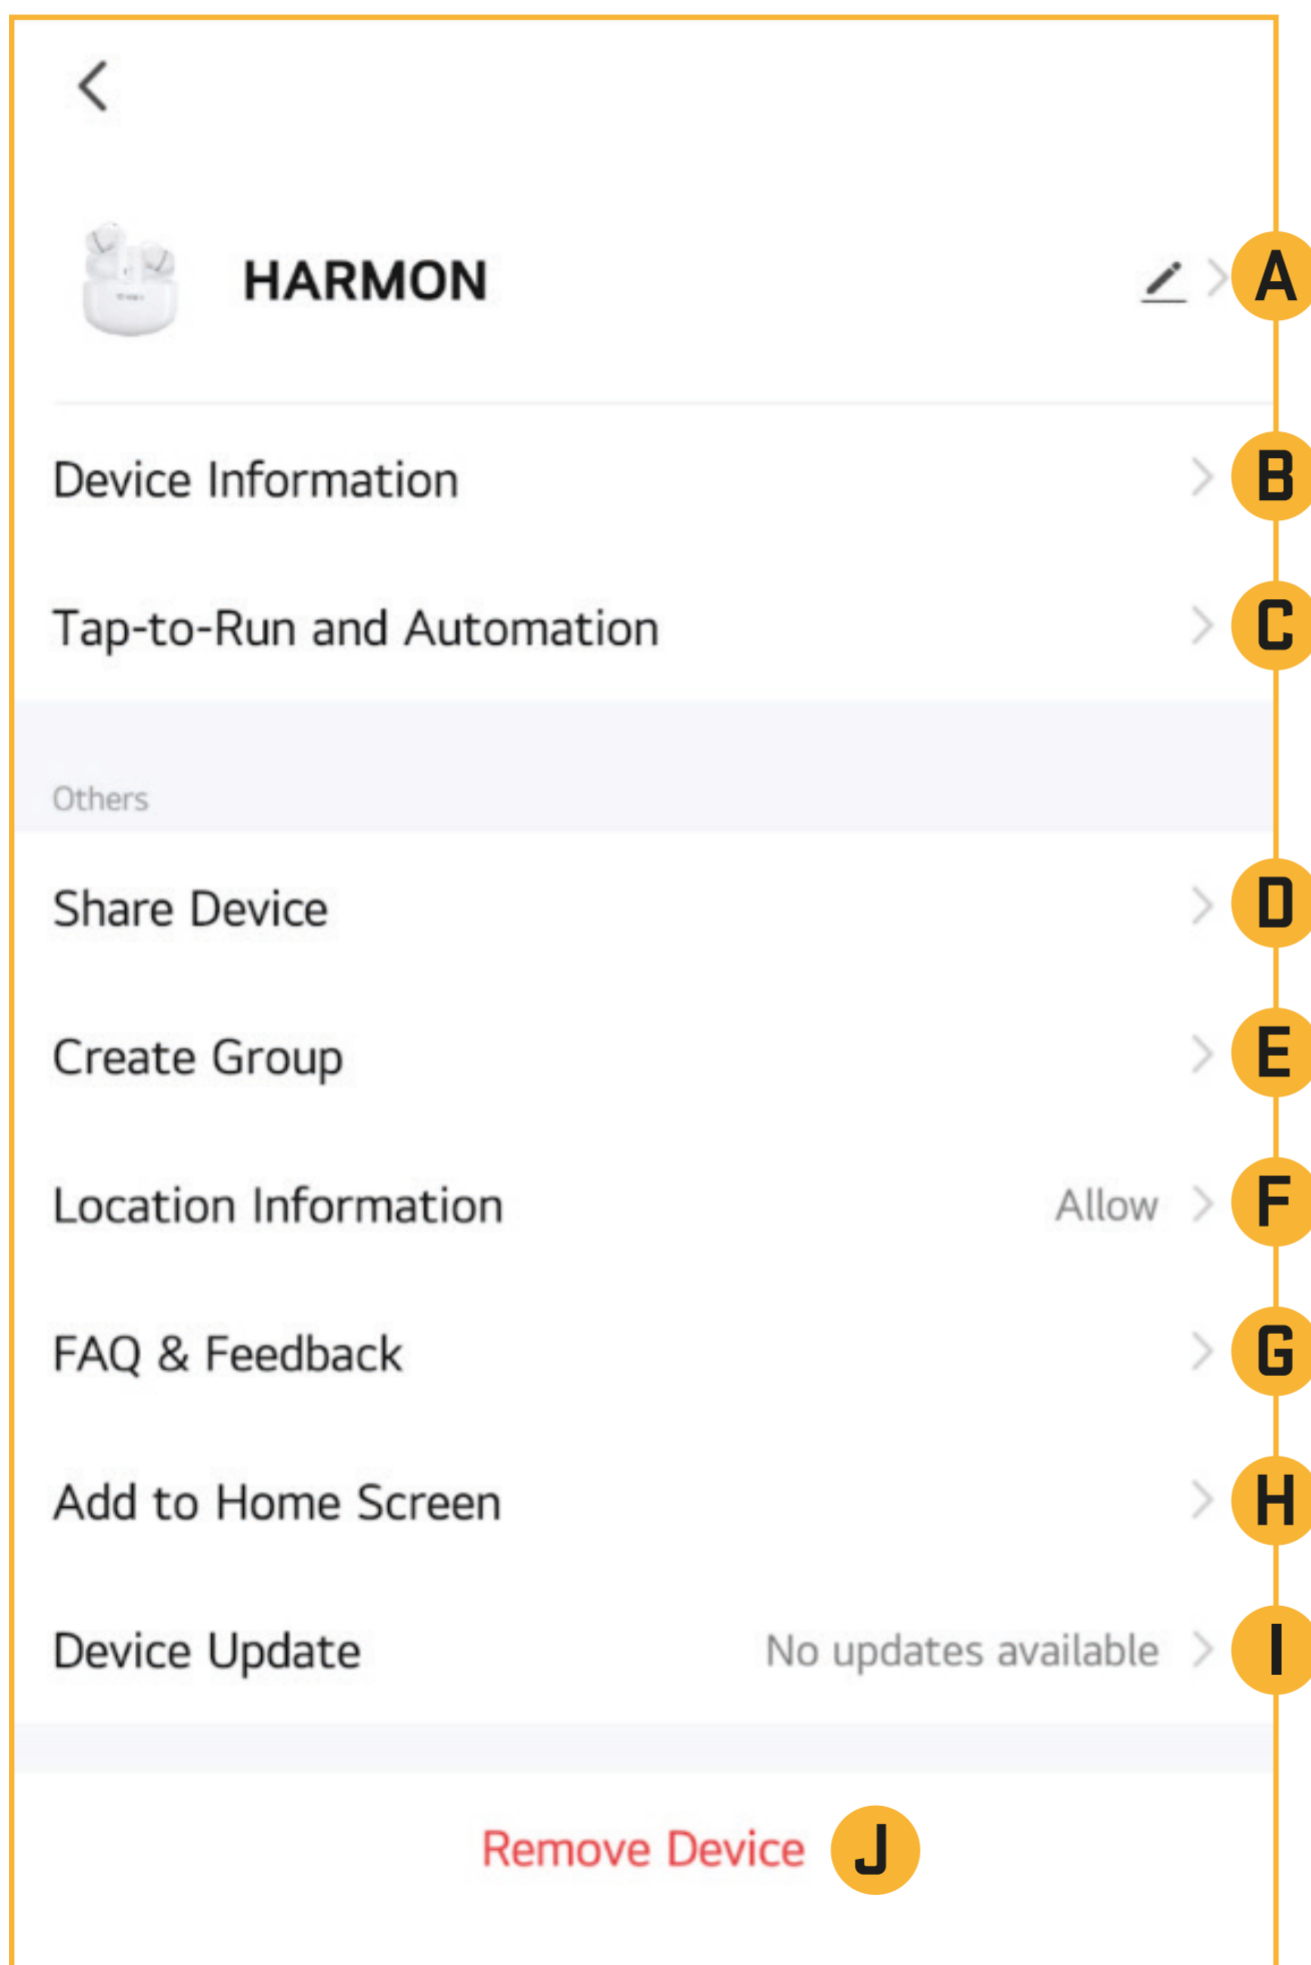 HARMON A
Device Information B
Tap-to-Run and Automation C
Others
Share Device D
Create Group E
Location Information Allow F
FAQ & Feedback G
Add to Home Screen H
Device Update No updates available I
Remove Device J